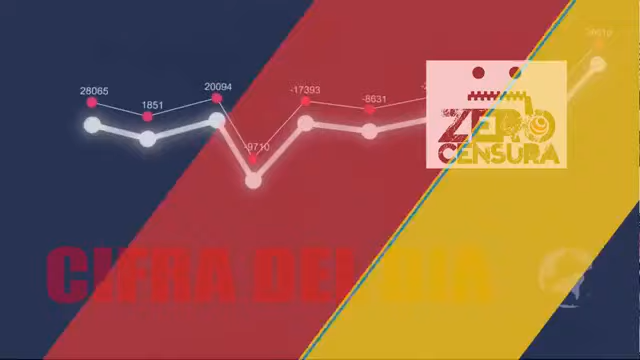 28065
1851
20094
-9710
-17393
-8631
ZERO
CENSURA
CIFRA DEL DIA